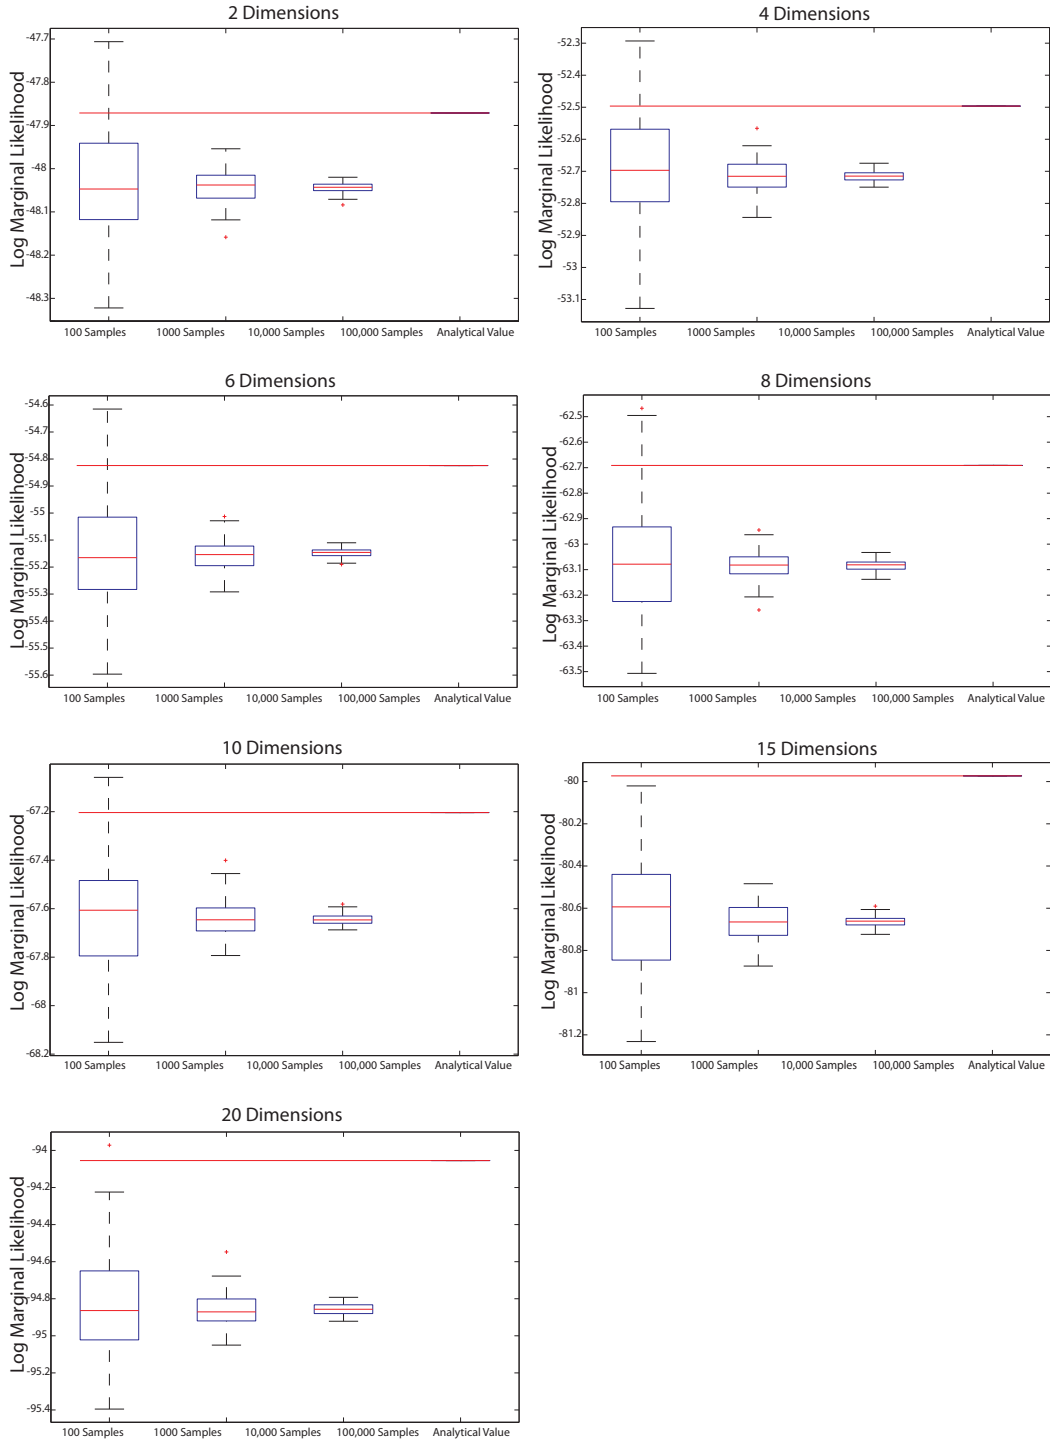 2 Dimensions
Log Marginal Likelihood
-47.7
-47.8
-47.9
-48
-48.1
-48.2
-48.3
100 Samples 1000 Samples 10,000 Samples 100,000 Samples Analytical Value
4 Dimensions
Log Marginal Likelihood
-52.3
-52.4
-52.5
-52.6
-52.7
-52.8
-52.9
-53
-53.1
100 Samples 1000 Samples 10,000 Samples 100,000 Samples Analytical Value
6 Dimensions
Log Marginal Likelihood
-54.6
-54.7
-54.8
-54.9
-55
-55.1
-55.2
-55.3
-55.4
-55.5
-55.6
100 Samples 1000 Samples 10,000 Samples 100,000 Samples Analytical Value
8 Dimensions
Log Marginal Likelihood
-62.5
-62.6
-62.7
-62.8
-62.9
-63
-63.1
-63.2
-63.3
-63.4
-63.5
100 Samples 1000 Samples 10,000 Samples 100,000 Samples Analytical Value
10 Dimensions
Log Marginal Likelihood
-67.2
-67.4
-67.6
-67.8
-68
-68.2
100 Samples 1000 Samples 10,000 Samples 100,000 Samples Analytical Value
15 Dimensions
Log Marginal Likelihood
-80
-80.2
-80.4
-80.6
-80.8
-81
-81.2
100 Samples 1000 Samples 10,000 Samples 100,000 Samples Analytical Value
20 Dimensions
Log Marginal Likelihood
-94
-94.2
-94.4
-94.6
-94.8
-95
-95.2
-95.4
100 Samples 1000 Samples 10,000 Samples 100,000 Samples Analytical Value